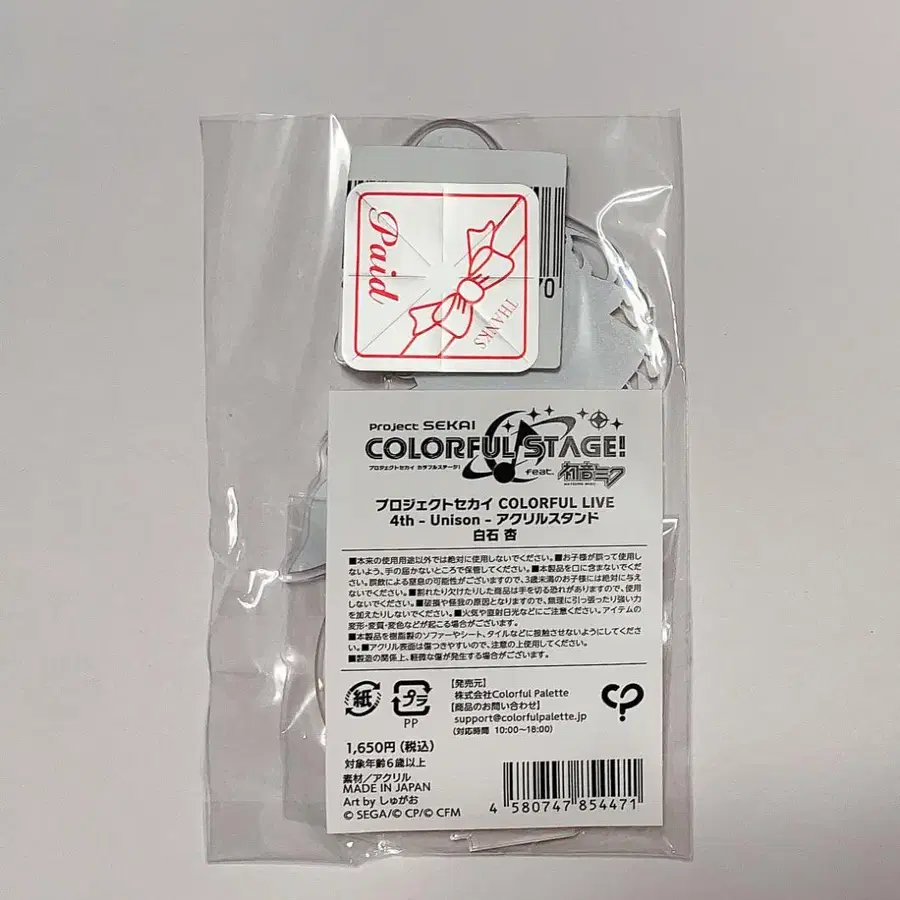 Paid
THANKS
70
Project SEKAI
COLORFUL STAGE!
プロジェクトセカイ カラフルステージ!
feat. 初音ミク
HATSUNE MIKU
プロジェクトセカイ COLORFUL LIVE
4th - Unison - アクリルスタンド
白石 杏
■本来の使用用途以外では絶対に使用しないでください。■お子様が誤って使用し
ないよう、手の届かないところで保管してください。■本製品を口に含まないでくだ
さい。誤飲による窒息の可能性がございますので、3歳未満のお子様には絶対に与え
ないでください。■割れたり欠けたりした商品は手を切る恐れがありますので、使用
しないでください。■破損や怪我の原因となりますので、無理に引っ張ったり強い力
を加えたりしないでください。■火気や直射日光などにご注意ください。アイテムの
変形・変質・変色などが起こる場合がございます。
■本製品を樹脂製のソファーやシート、タイルなどに接触させないようにしてくださ
い。■アクリル表面は傷つきやすいので、注意の上使用してください。
■製造の関係上、軽微な傷が発生する場合がございます。
紙
プラ
PP
【発売元】
株式会社Colorful Palette
【商品のお問い合わせ】
support@colorfulpalette.jp
(対応時間 10:00~18:00)
1,650円(税込)
対象年齢6歳以上
素材/アクリル
MADE IN JAPAN
Art by しゅがお
© SEGA/© CP/© CFM
4 580747 854471